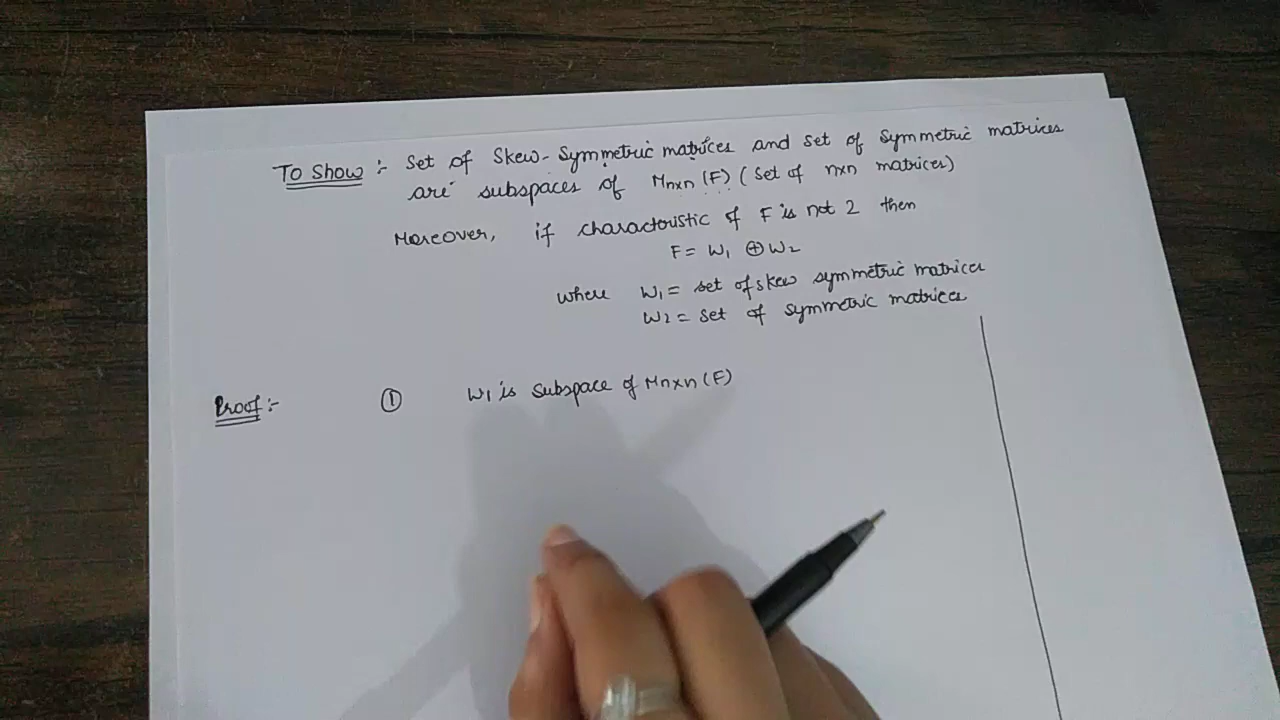 To Show :- Set of Skew-Symmetric matrices and set of symmetric matrices
are subspaces of Mnxn (F) (Set of nxn matrices)
Moreover, if characteristic of F is not 2 then
F = W1 ⊕ W2
where W1 = set of skew symmetric matrices
W2 = set of symmetric matrices
Proof :- ① W1 is subspace of Mnxn (F)